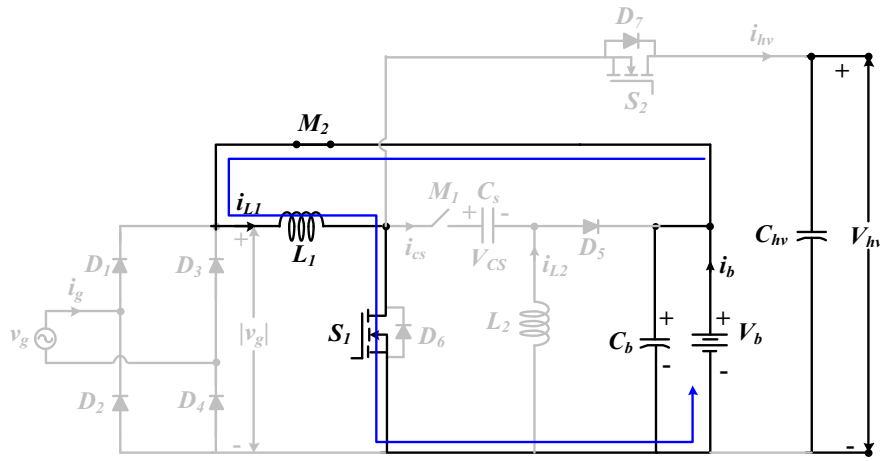 D7
ihv
+
S2
M2
iL1
M1
Cs
+
-
+
L1
ics
VCS
iL2
D5
Chv
Vhv
D1
D3
ig
vg
|vg|
S1
D6
L2
Cb
+
-
ib
+
Vb
-
D2
D4
-
-